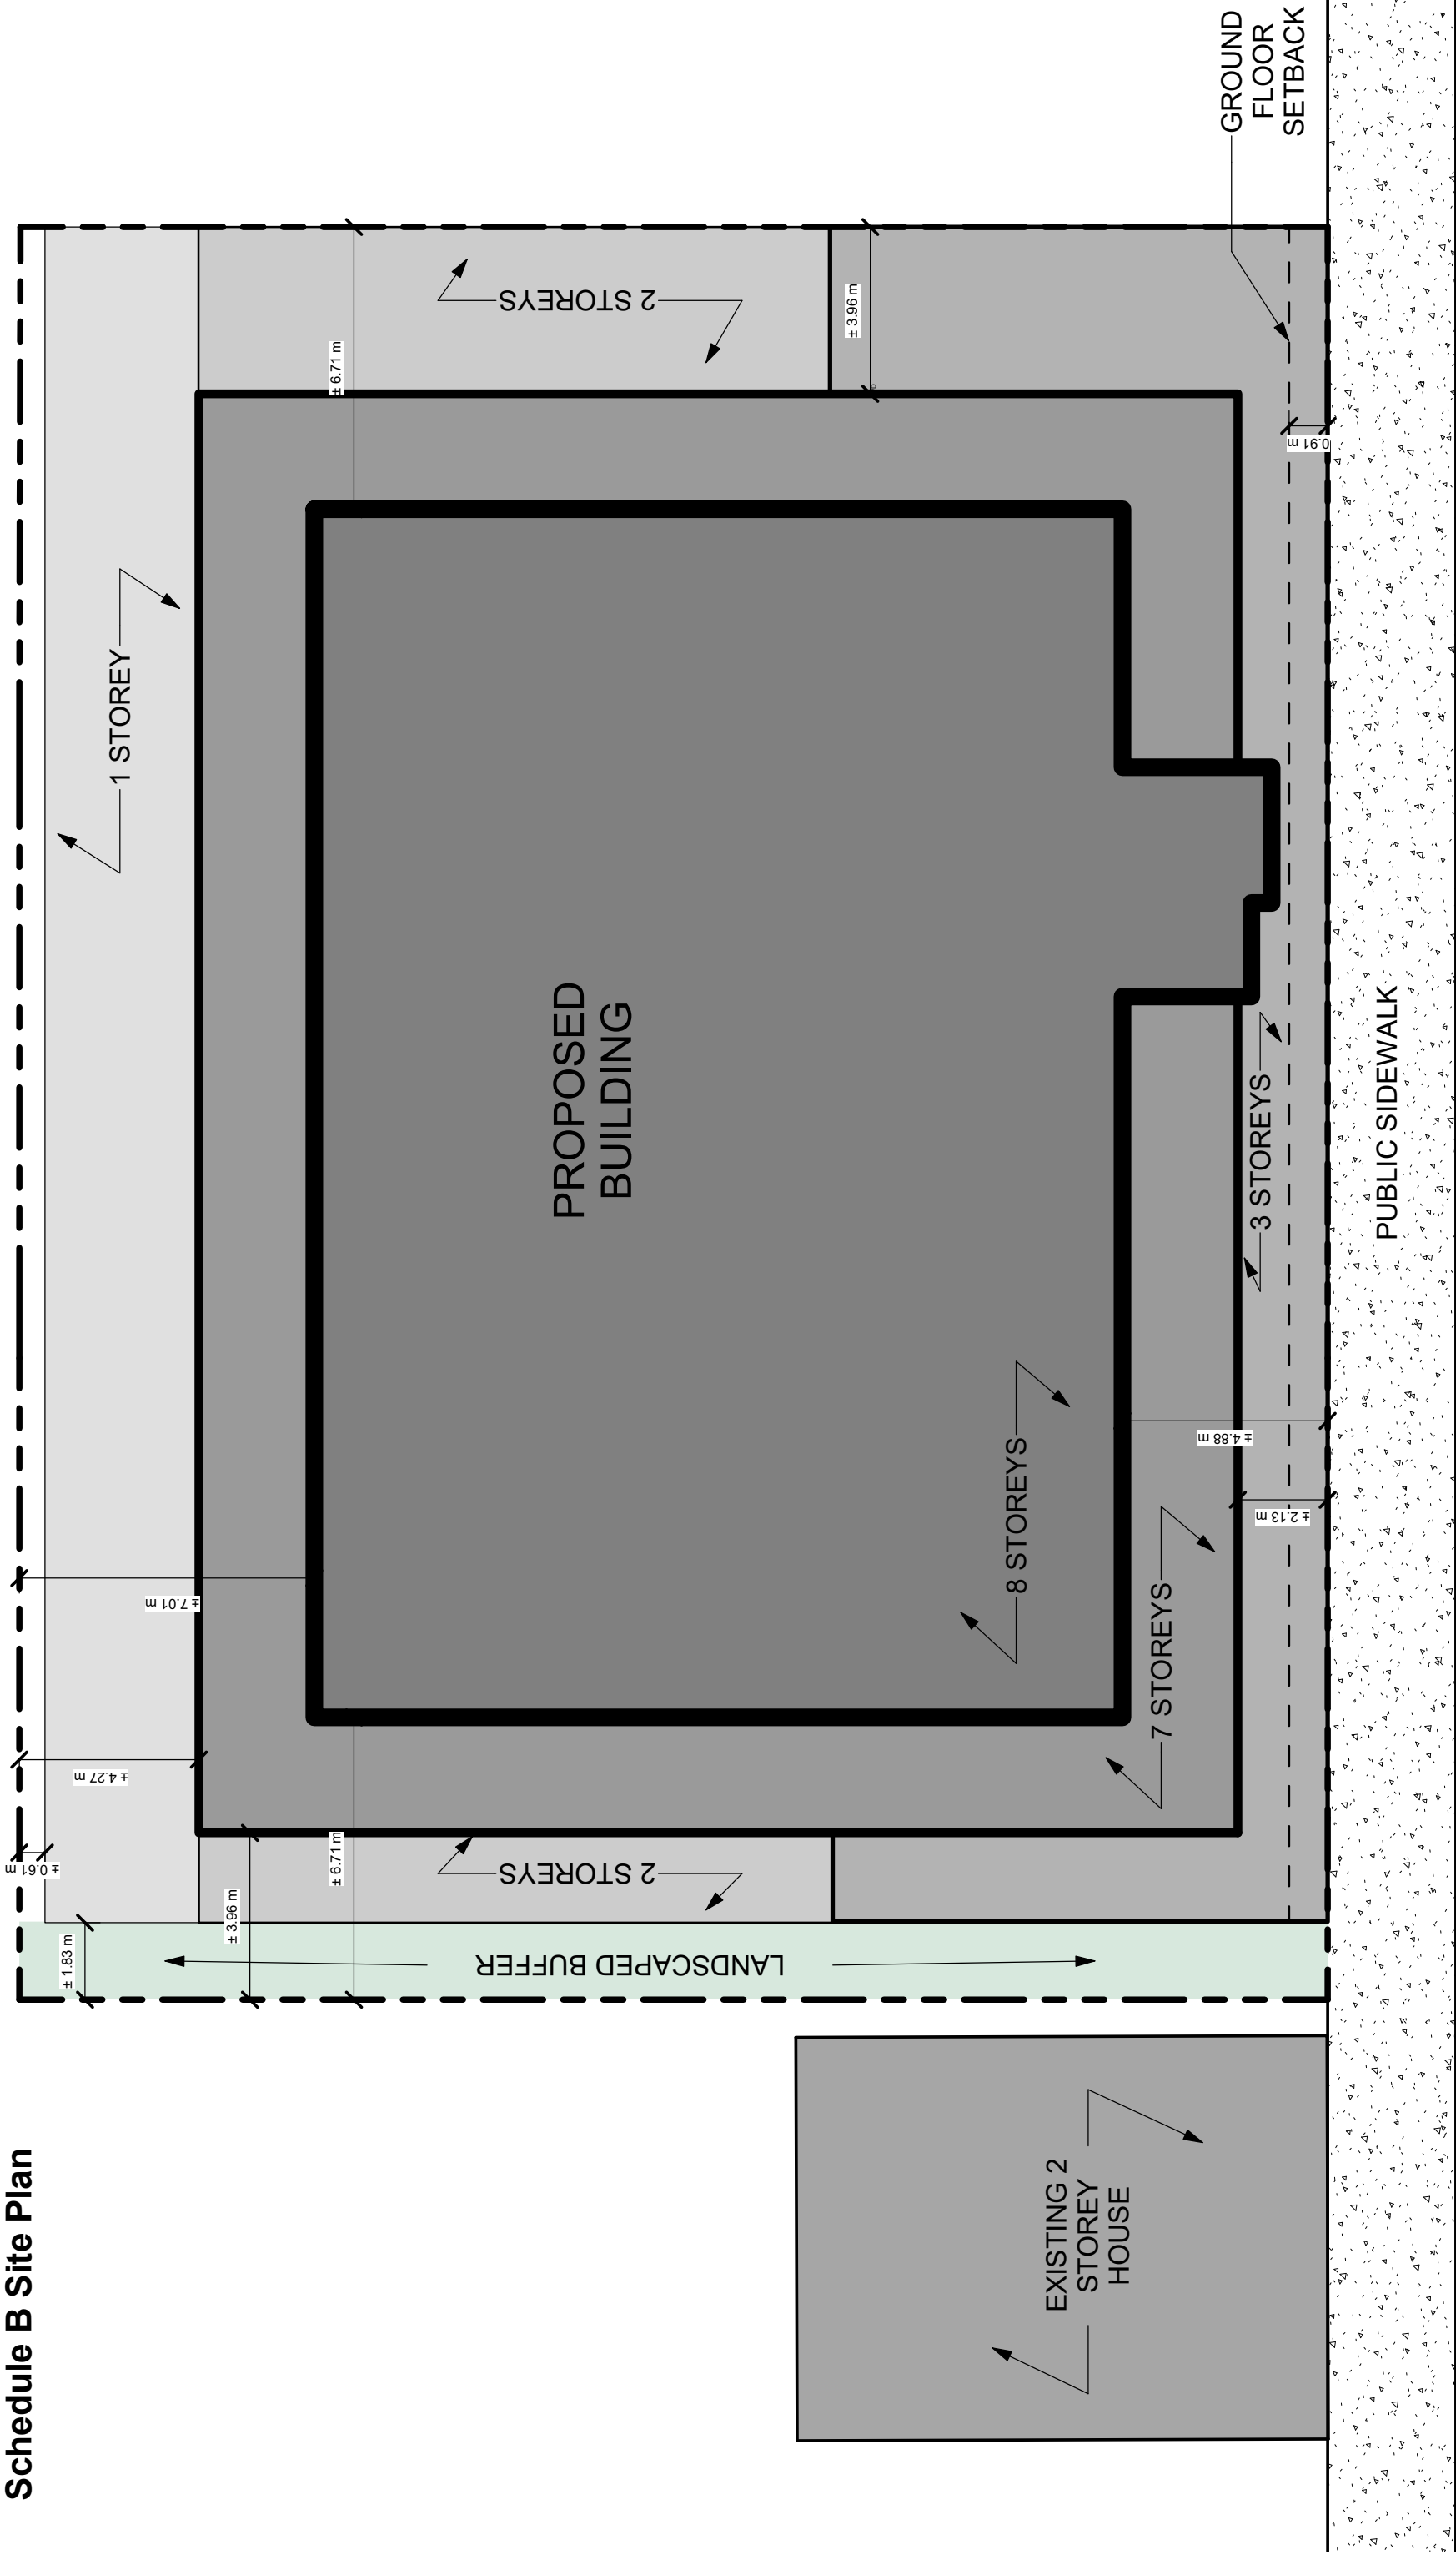 Schedule B Site Plan
± 0.61 m
± 4.27 m
± 7.01 m
1 STOREY
± 1.83 m
± 3.96 m
± 6.71 m
± 6.71 m
2 STOREYS
2 STOREYS
LANDSCAPED BUFFER
PROPOSED
BUILDING
± 3.96 m
8 STOREYS
7 STOREYS
EXISTING 2
STOREY
HOUSE
± 4.88 m
± 2.13 m
3 STOREYS
0.91 m
GROUND
FLOOR
SETBACK
PUBLIC SIDEWALK